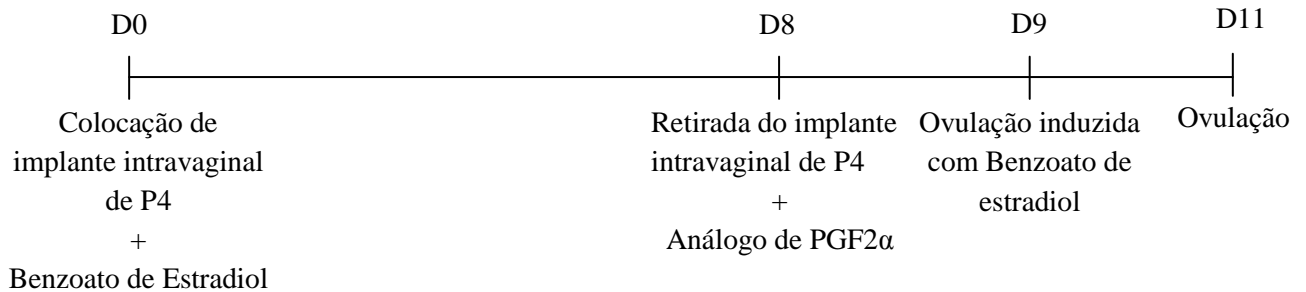 D0
D8
D9
D11
Colocação de
implante intravaginal
de P4
+
Benzoato de Estradiol
Retirada do implante
intravaginal de P4
+
Análogo de PGF2α
Ovulação induzida
com Benzoato de
estradiol
Ovulação